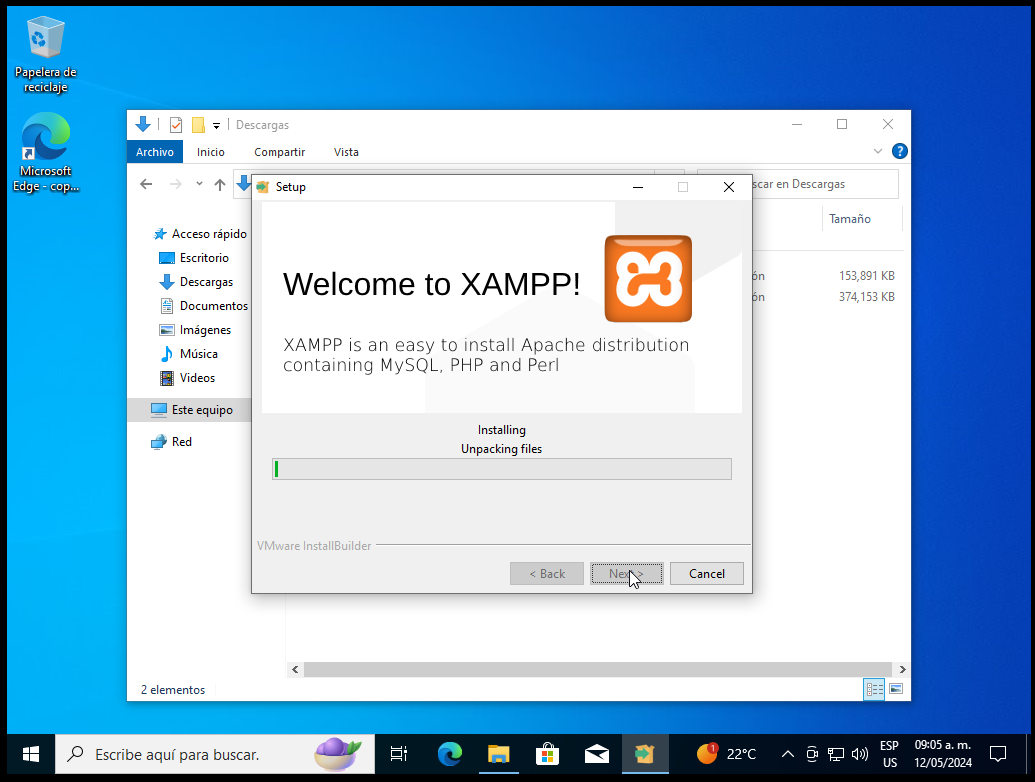 Papelera de
reciclaje
Microsoft
Edge - cop...
Descargas
Archivo
Inicio
Compartir
Vista
scar en Descargas
Setup
Tamaño
Acceso rápido
Escritorio
Descargas
Documentos
Imágenes
Música
Videos
Este equipo
Red
ón
153,891 KB
ón
374,153 KB
Welcome to XAMPP!
XAMPP is an easy to install Apache distribution
containing MySQL, PHP and Perl
Installing
Unpacking files
VMware InstallBuilder
< Back
Next >
Cancel
2 elementos
Escribe aquí para buscar.
1
22°C
ESP
US
09:05 a. m.
12/05/2024